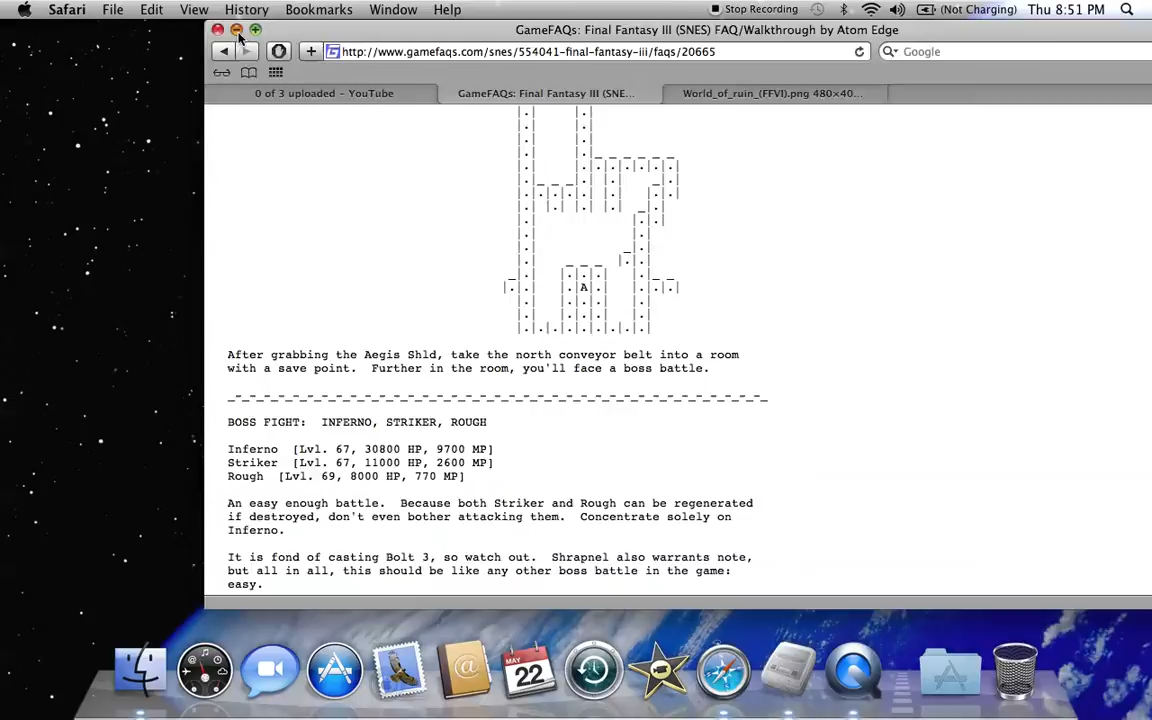 Safari File Edit View History Bookmarks Window Help Stop Recording (Not Charging) Thu 8:51 PM
GameFAQs: Final Fantasy III (SNES) FAQ/Walkthrough by Atom Edge
http://www.gamefaqs.com/snes/554041-final-fantasy-iii/faqs/20665 Google
0 of 3 uploaded – YouTube GameFAQs: Final Fantasy III (SNE... World_of_ruin_(FFVI).png 480×40...
A
After grabbing the Aegis Shld, take the north conveyor belt into a room
with a save point. Further in the room, you'll face a boss battle.
BOSS FIGHT: INFERNO, STRIKER, ROUGH
Inferno [Lvl. 67, 30800 HP, 9700 MP]
Striker [Lvl. 67, 11000 HP, 2600 MP]
Rough [Lvl. 69, 8000 HP, 770 MP]
An easy enough battle. Because both Striker and Rough can be regenerated
if destroyed, don't even bother attacking them. Concentrate solely on
Inferno.
It is fond of casting Bolt 3, so watch out. Shrapnel also warrants note,
but all in all, this should be like any other boss battle in the game:
easy.
MAY
22